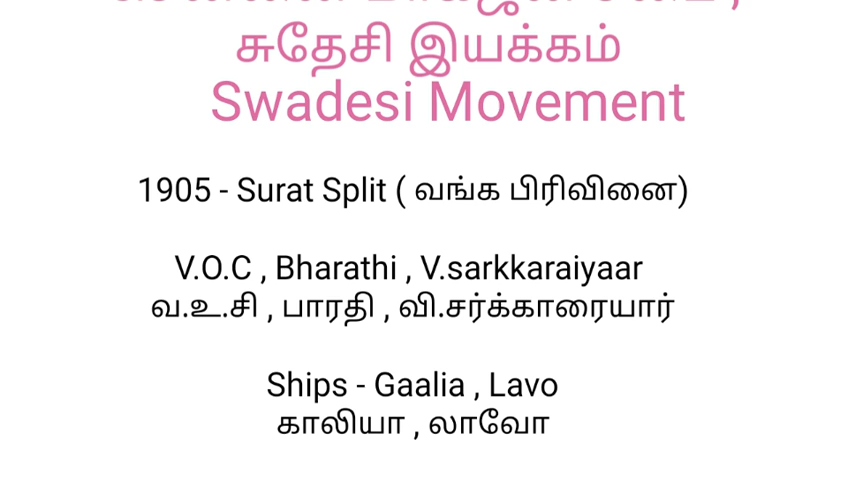 சுதேசி இயக்கம்
Swadesi Movement
1905 - Surat Split ( வங்க பிரிவினை)
V.O.C , Bharathi , V.sarkkaraiyaar
வ.உ.சி , பாரதி , வி.சர்க்காரையார்
Ships - Gaalia , Lavo
காலியா , லாவோ